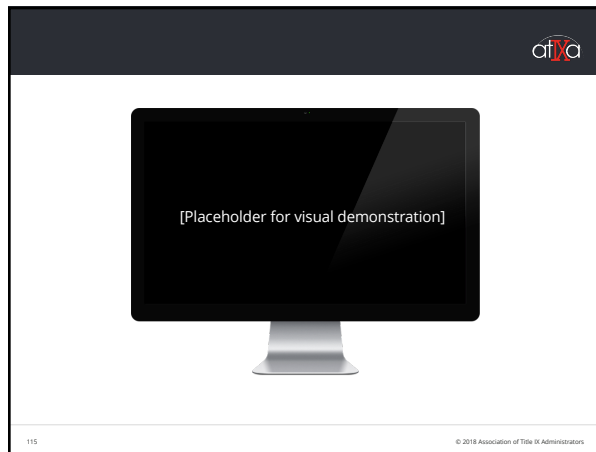 atIXa
[Placeholder for visual demonstration]
115
© 2018 Association of Title IX Administrators